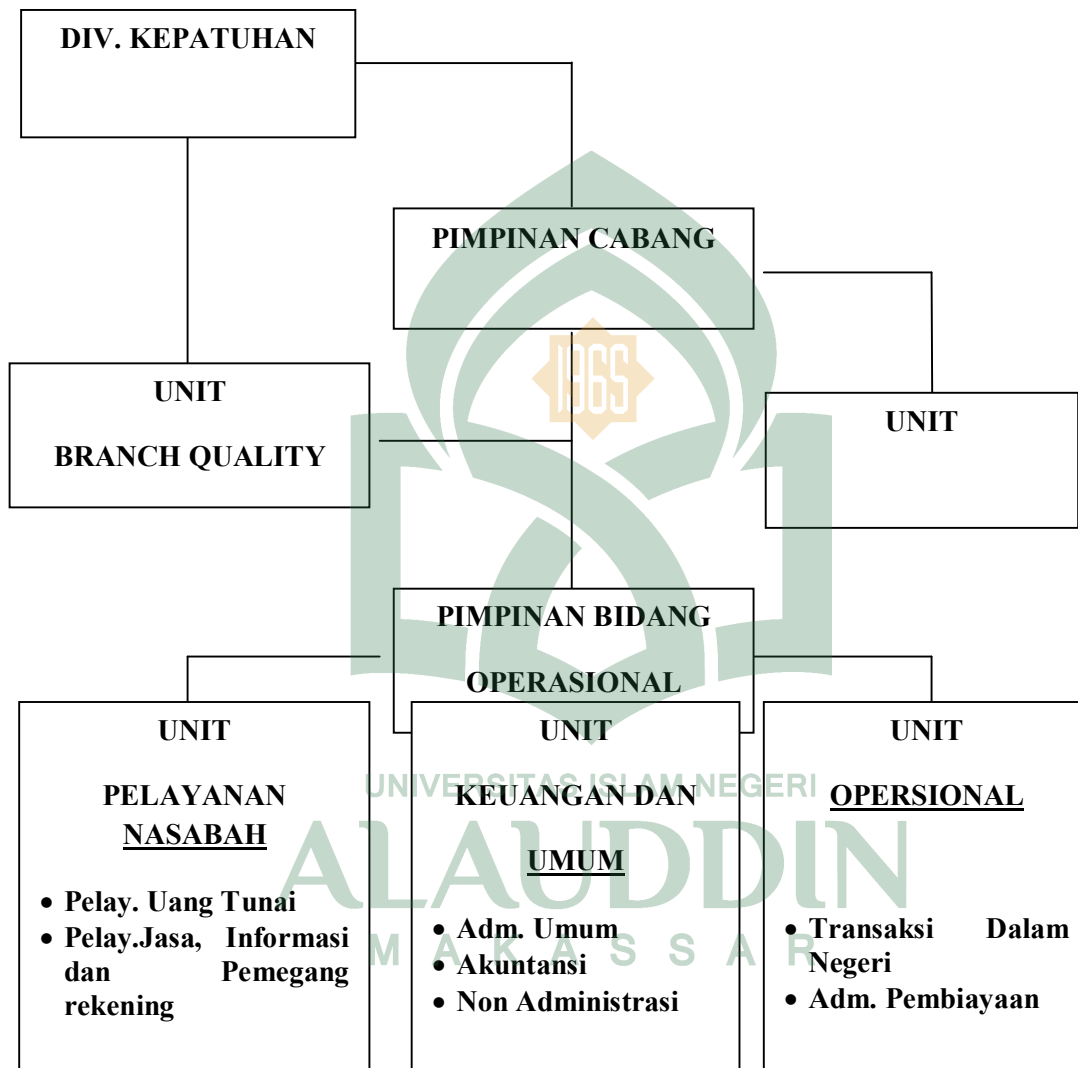 DIV. KEPATUHAN
PIMPINAN CABANG
1965
UNIT
BRANCH QUALITY
UNIT
PIMPINAN BIDANG
OPERASIONAL
UNIT
PELAYANAN
NASABAH
• Pelay. Uang Tunai
• Pelay.Jasa, Informasi
dan Pemegang
rekening
UNIT
KEUANGAN DAN
UMUM
• Adm. Umum
• Akuntansi
• Non Administrasi
UNIT
OPERSIONAL
• Transaksi Dalam
Negeri
• Adm. Pembiayaan
UNIVERSITAS ISLAM NEGERI
ALAUDDIN
MAKASSAR